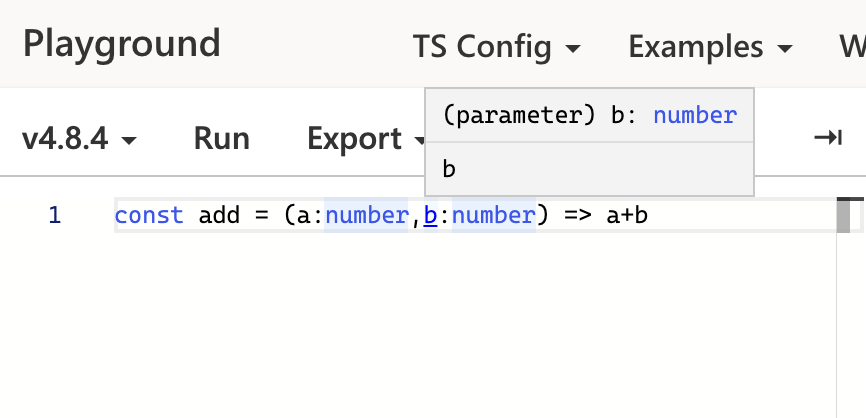 Playground
TS Config
Examples
W
v4.8.4
Run
Export
(parameter) b: number
b
1 const add = (a:number,b:number) => a+b